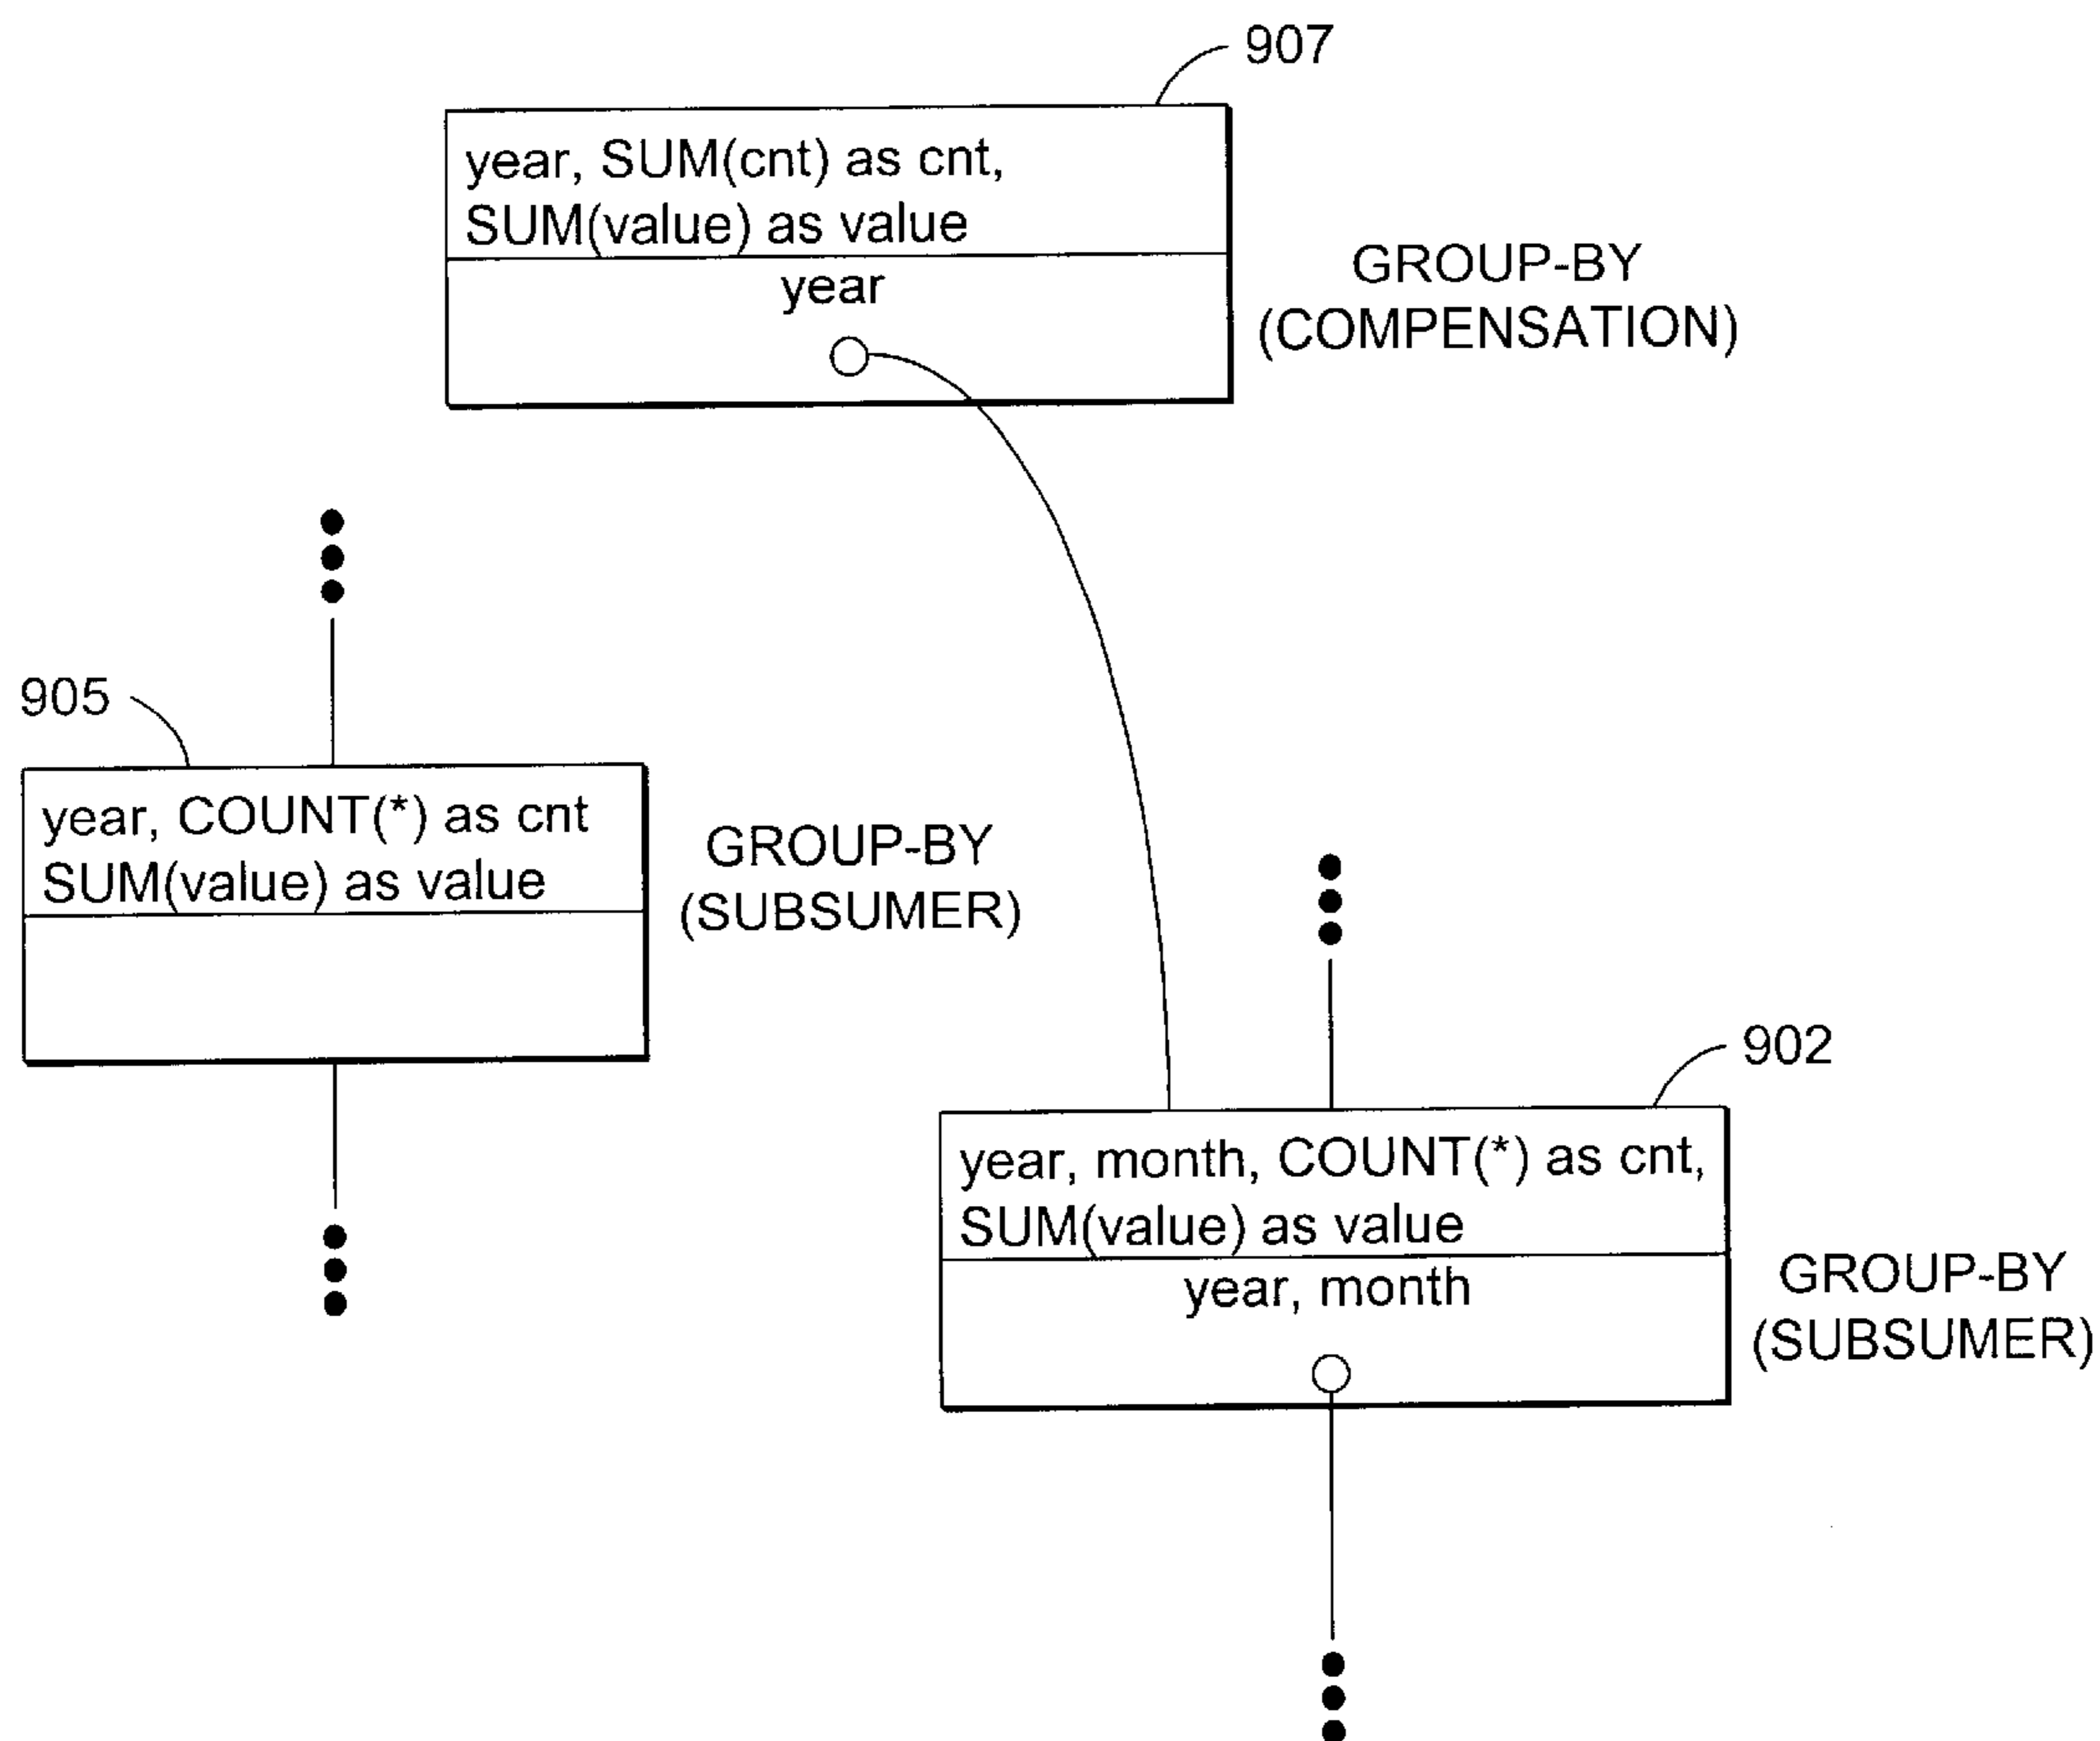 907
year, SUM(cnt) as cnt,
SUM(value) as value
year
GROUP-BY
(COMPENSATION)
905
year, COUNT(*) as cnt
SUM(value) as value
GROUP-BY
(SUBSUMER)
902
year, month, COUNT(*) as cnt,
SUM(value) as value
year, month
GROUP-BY
(SUBSUMER)